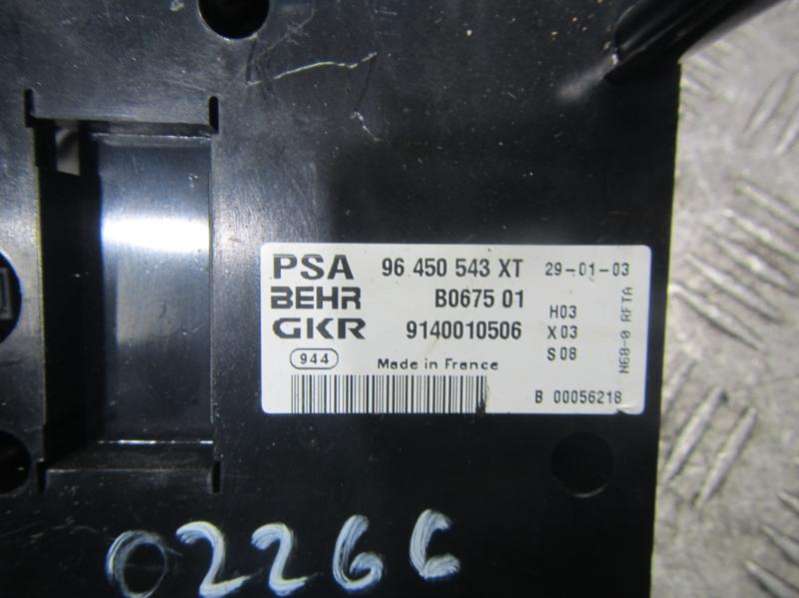 PSA 96 450 543 XT 29-01-03
BEHR B0675 01 H03
GKR 9140010506 X03
944 Made in France S08
B 00056218
N68-0 RFTA
02266